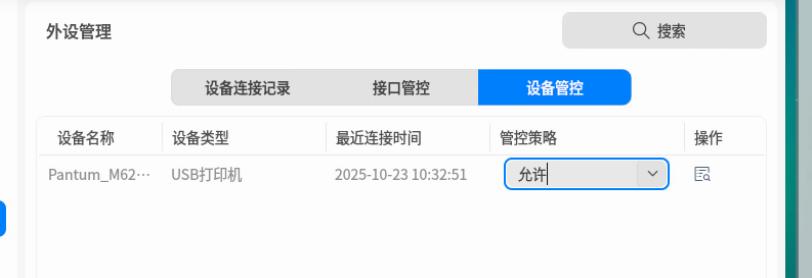 外设管理
搜索
设备连接记录 接口管控 设备管控
设备名称 设备类型 最近连接时间 管控策略 操作
Pantum_M62··· USB打印机 2025-10-23 10:32:51 允许